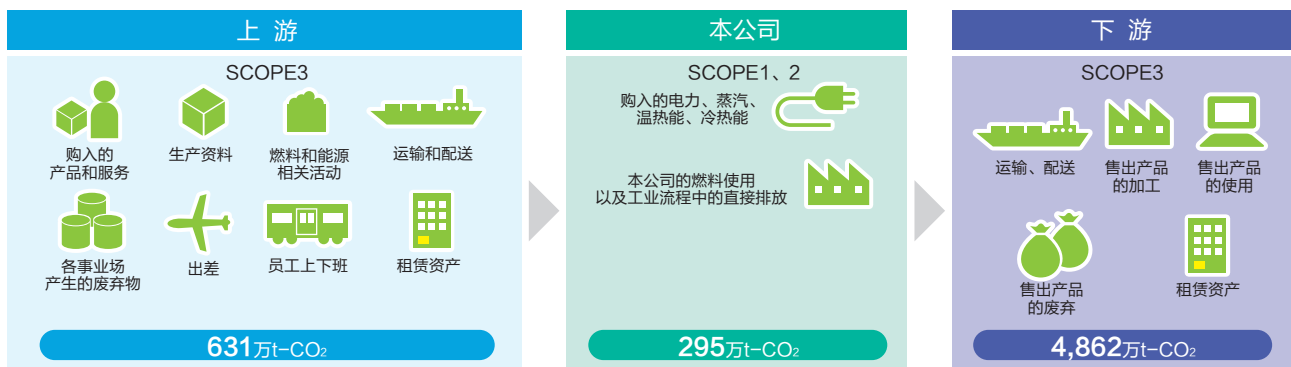 上 游
SCOPE3
购入的
产品和服务
生产资料
燃料和能源
相关活动
运输和配送
各事业场
产生的废弃物
出差
员工上下班
租赁资产
631万t-CO₂
本公司
SCOPE1、2
购入的电力、蒸汽、
温热能、冷热能
本公司的燃料使用
以及工业流程中的直接排放
295万t-CO₂
下 游
SCOPE3
运输、配送
售出产品
的加工
售出产品
的使用
售出产品
的废弃
租赁资产
4,862万t-CO₂